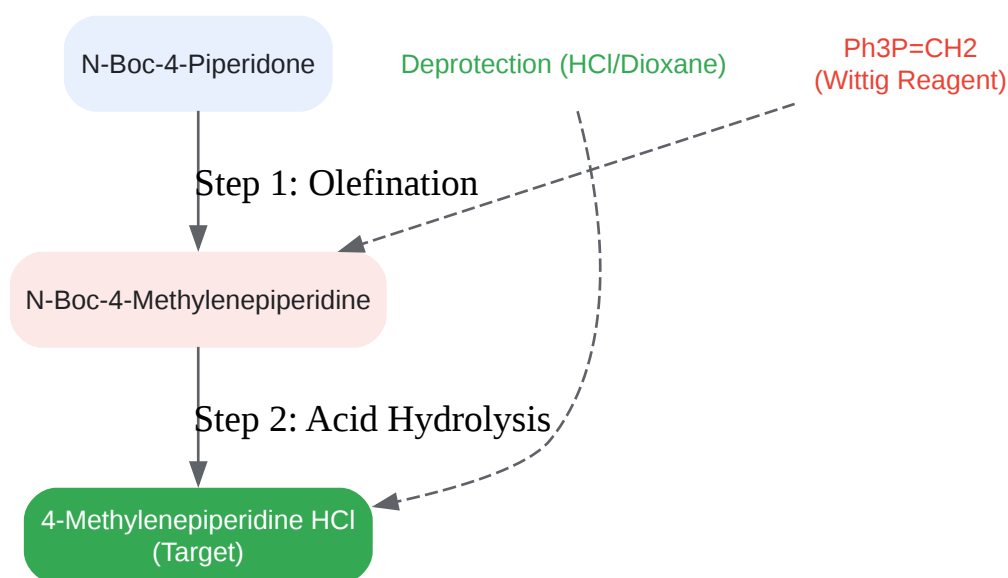 N-Boc-4-Piperidone
Deprotection (HCl/Dioxane)
Ph3P=CH2
(Wittig Reagent)
Step 1: Olefination
N-Boc-4-Methylenepiperidine
Step 2: Acid Hydrolysis
4-Methylenepiperidine HCl
(Target)